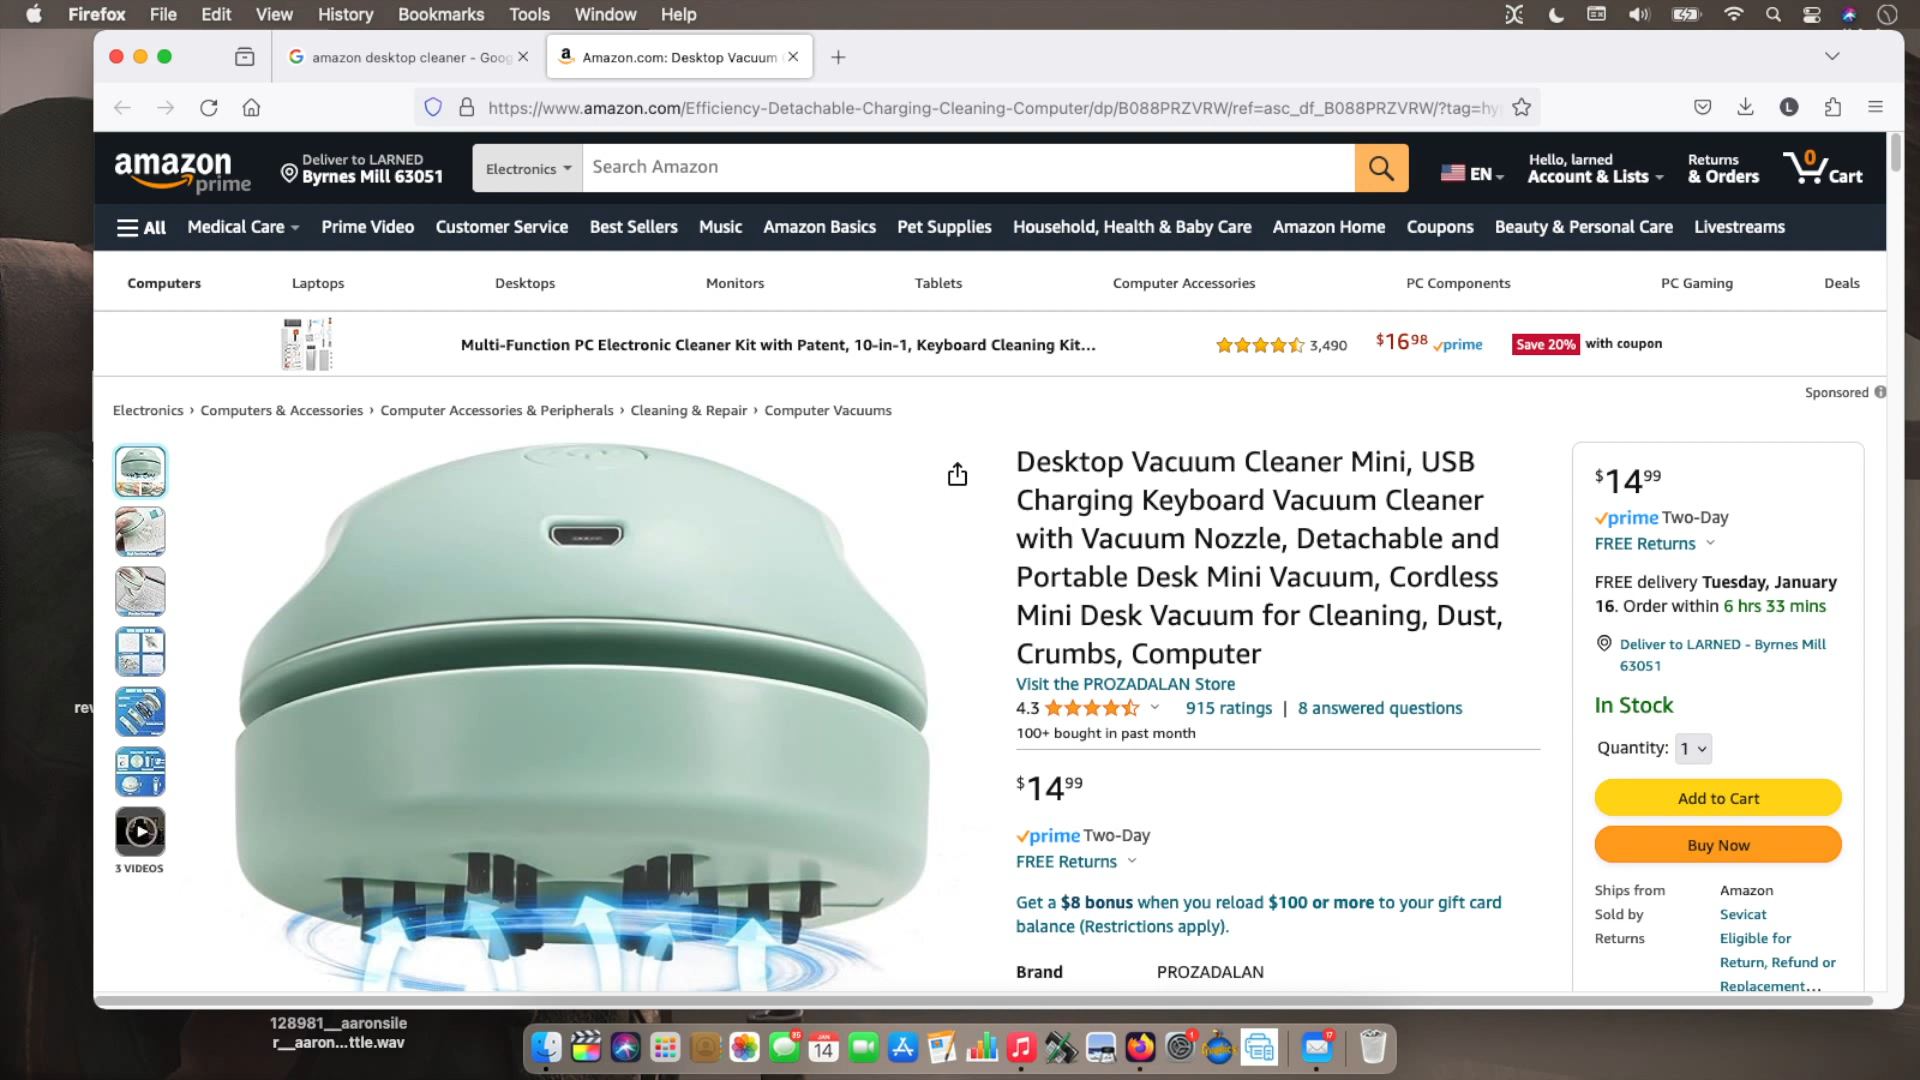 Firefox File Edit View History Bookmarks Tools Window Help
amazon desktop cleaner - Goog
Amazon.com: Desktop Vacuum
https://www.amazon.com/Efficiency-Detachable-Charging-Cleaning-Computer/dp/B088PRZVRW/ref=asc_df_B088PRZVRW/?tag=hy
L
amazon prime
Deliver to LARNED
Byrnes Mill 63051
Electronics
Search Amazon
EN
Hello, larned
Account & Lists
Returns
& Orders
0
Cart
All Medical Care Prime Video Customer Service Best Sellers Music Amazon Basics Pet Supplies Household, Health & Baby Care Amazon Home Coupons Beauty & Personal Care Livestreams
Computers Laptops Desktops Monitors Tablets Computer Accessories PC Components PC Gaming Deals
Multi-Function PC Electronic Cleaner Kit with Patent, 10-in-1, Keyboard Cleaning Kit... 3,490 $1698 prime Save 20% with coupon
Sponsored
Electronics › Computers & Accessories › Computer Accessories & Peripherals › Cleaning & Repair › Computer Vacuums
3 VIDEOS
Desktop Vacuum Cleaner Mini, USB
Charging Keyboard Vacuum Cleaner
with Vacuum Nozzle, Detachable and
Portable Desk Mini Vacuum, Cordless
Mini Desk Vacuum for Cleaning, Dust,
Crumbs, Computer
Visit the PROZADALAN Store
4.3 915 ratings | 8 answered questions
100+ bought in past month
$1499
prime Two-Day
FREE Returns
Get a $8 bonus when you reload $100 or more to your gift card
balance (Restrictions apply).
Brand PROZADALAN
$1499
prime Two-Day
FREE Returns
FREE delivery Tuesday, January
16. Order within 6 hrs 33 mins
Deliver to LARNED - Byrnes Mill
63051
In Stock
Quantity: 1
Add to Cart
Buy Now
Ships from Amazon
Sold by Sevicat
Returns Eligible for
Return, Refund or
Replacement...
rev
128981__aaronsile
r__aaron...ttle.wav
JAN
14
1
17